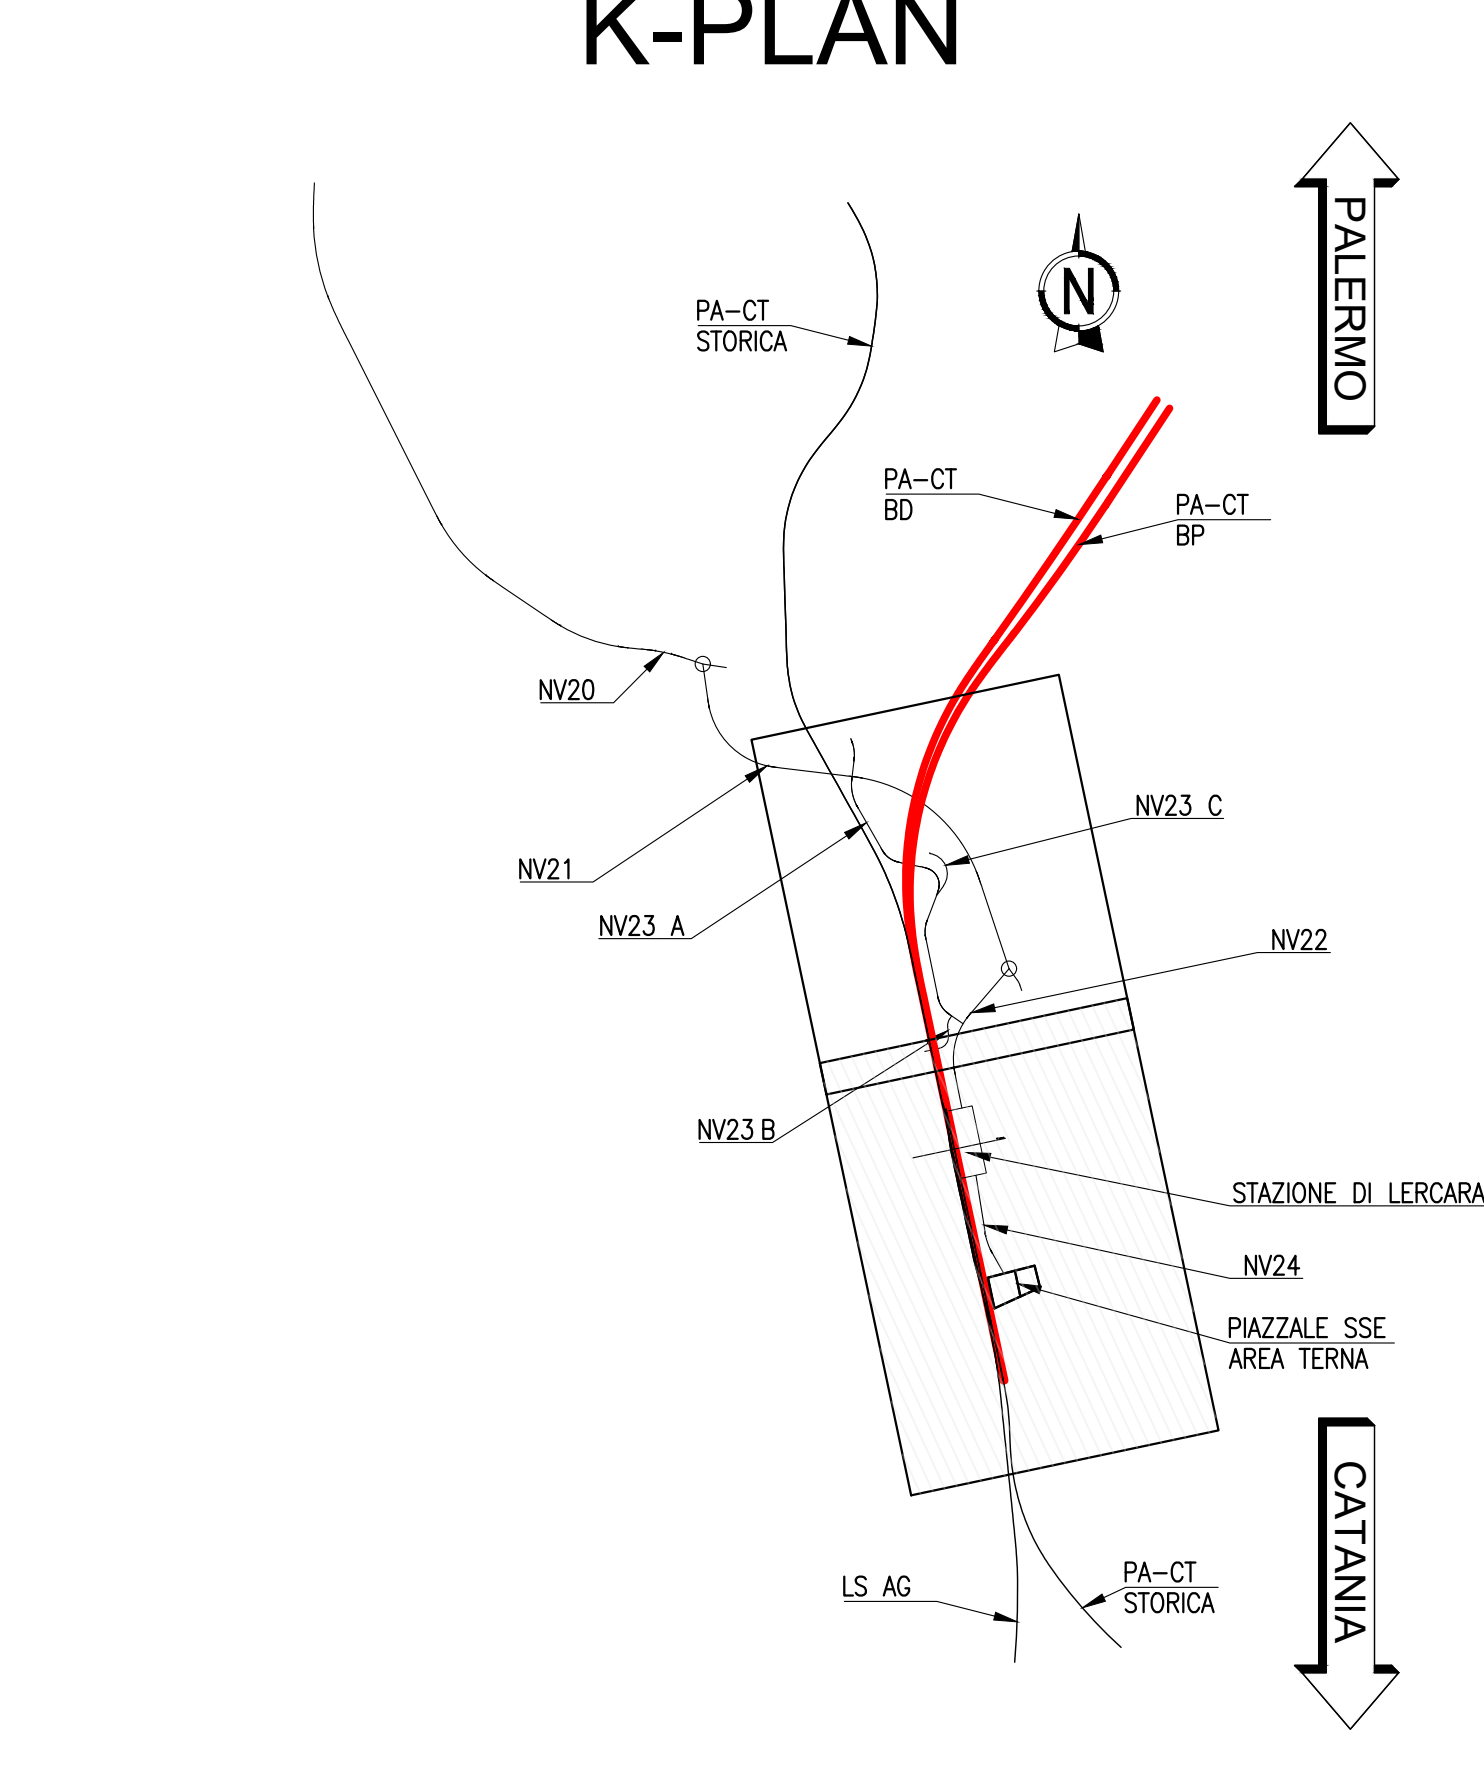 K-PLAN
PALERMO
N
PA-CT
STORICA
PA-CT
BD
PA-CT
BP
NV20
NV23 C
NV21
NV23 A
NV22
NV23 B
STAZIONE DI LERCARA
NV24
PIAZZALE SSE
AREA TERNA
CATANIA
PA-CT
STORICA
LS AG